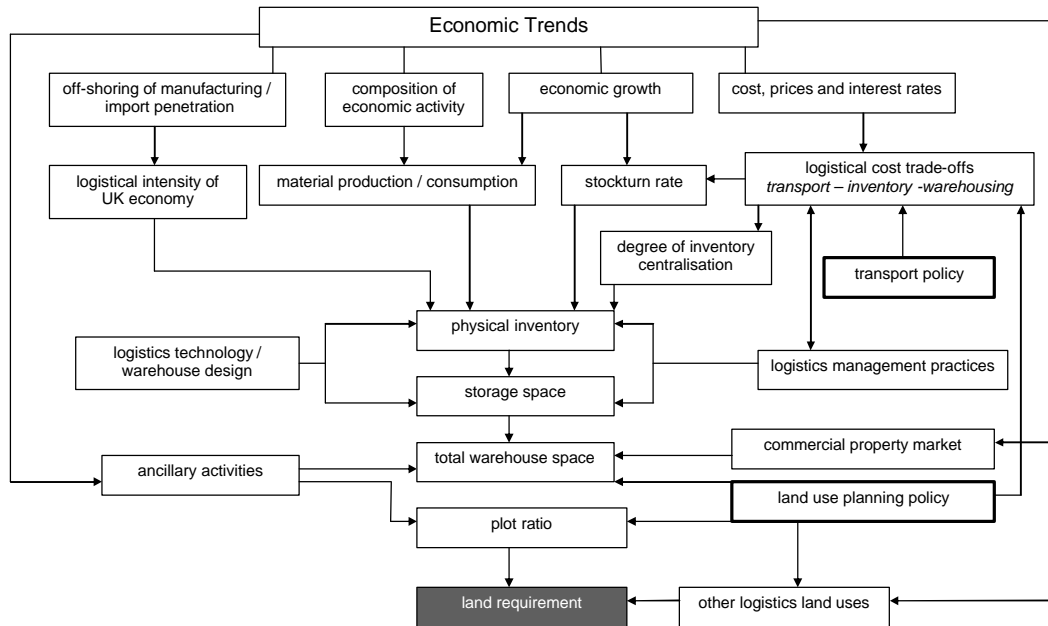 Economic Trends
off-shoring of manufacturing /
import penetration
composition of
economic activity
economic growth
cost, prices and interest rates
logistical intensity of
UK economy
material production / consumption
stockturn rate
logistical cost trade-offs
transport – inventory -warehousing
degree of inventory
centralisation
transport policy
physical inventory
logistics technology /
warehouse design
logistics management practices
storage space
commercial property market
total warehouse space
ancillary activities
land use planning policy
plot ratio
land requirement
other logistics land uses